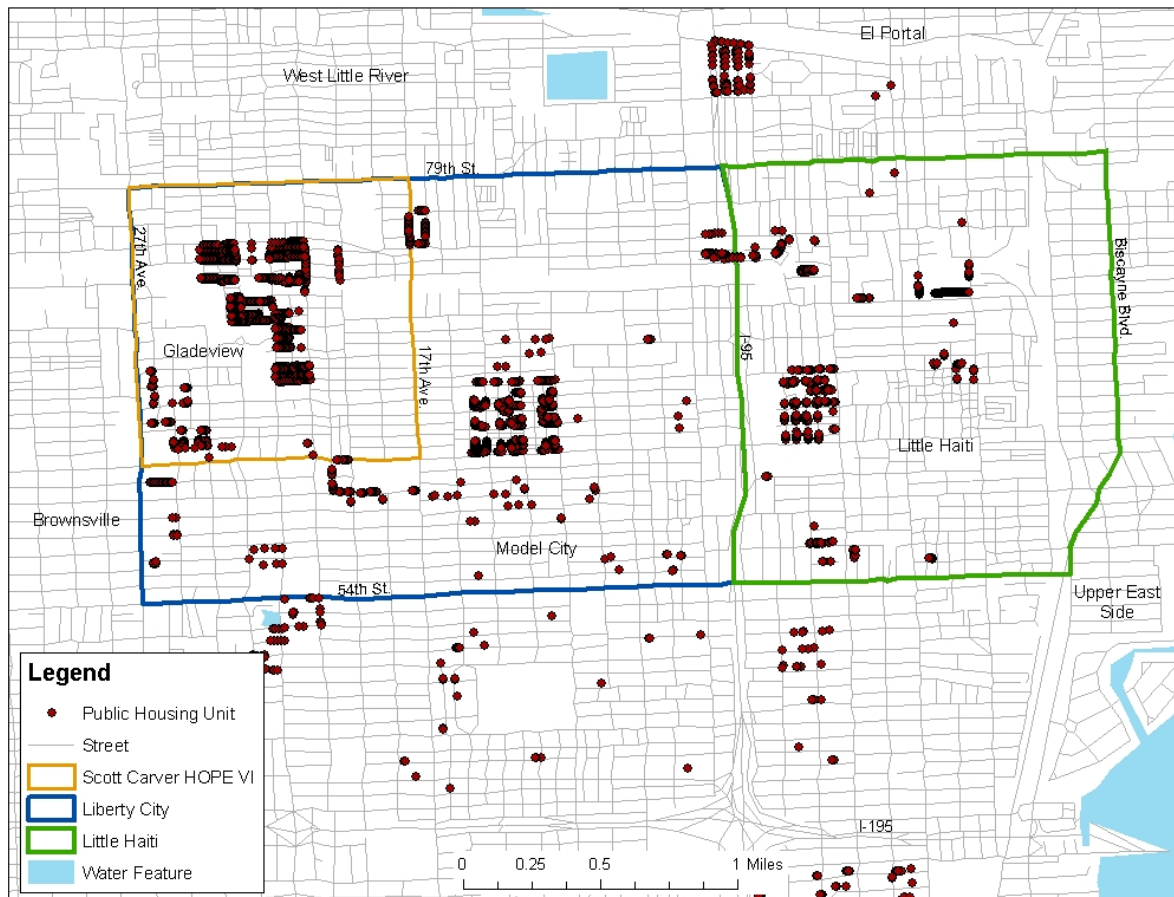 El Portal
West Little River
79th St.
27th Ave.
Biscayne Blvd.
I-95
Gladeview
17th Ave
Little Haiti
Brownsville
Model City
54th St.
Upper East
Side
Legend
Public Housing Unit
Street
Scott Carver HOPE VI
Liberty City
Little Haiti
Water Feature
I-195
0 0.25 0.5 1 Miles